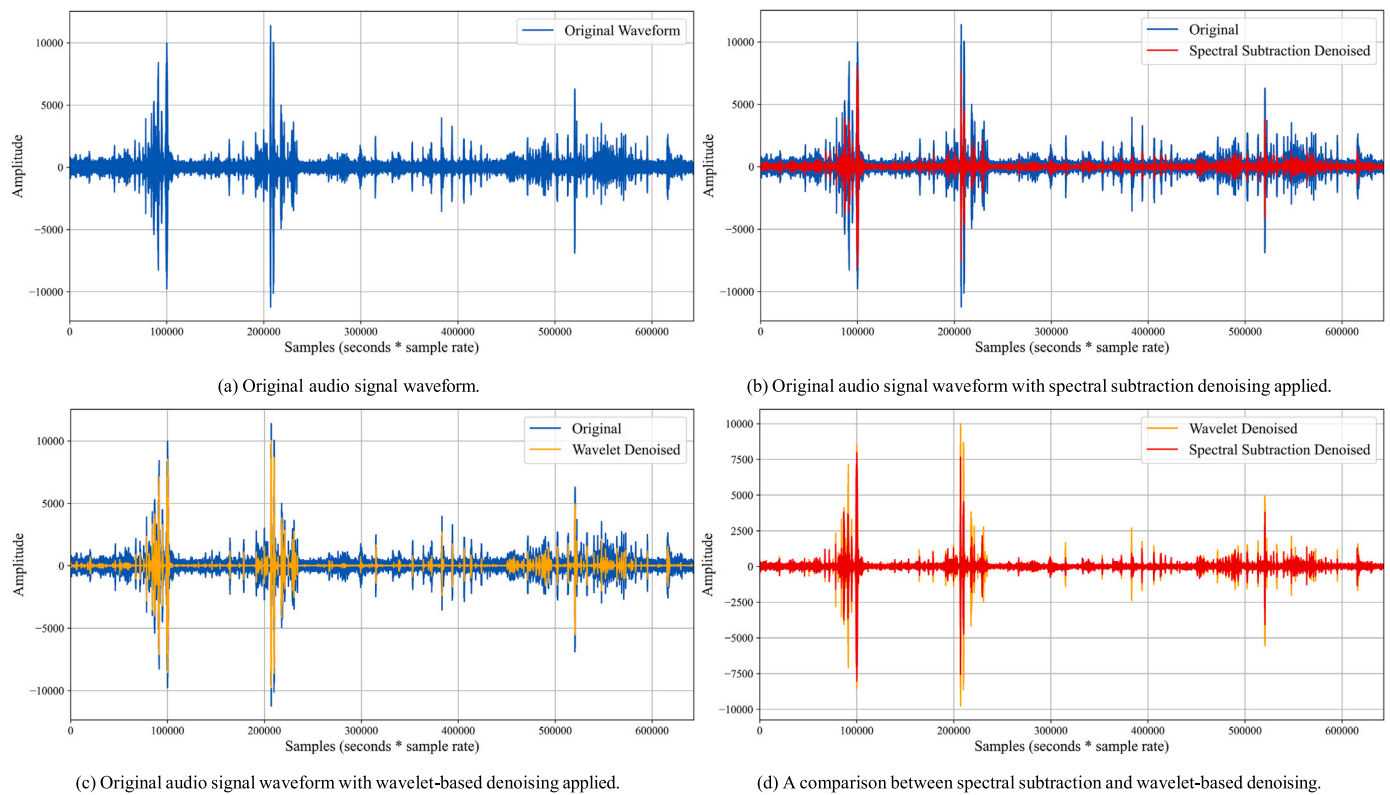 10000
5000
0
−5000
−10000
Amplitude
Original Waveform
0 100000 200000 300000 400000 500000 600000
Samples (seconds * sample rate)
(a) Original audio signal waveform.
10000
5000
0
−5000
−10000
Amplitude
Original
Spectral Subtraction Denoised
0 100000 200000 300000 400000 500000 600000
Samples (seconds * sample rate)
(b) Original audio signal waveform with spectral subtraction denoising applied.
10000
5000
0
−5000
−10000
Amplitude
Original
Wavelet Denoised
0 100000 200000 300000 400000 500000 600000
Samples (seconds * sample rate)
(c) Original audio signal waveform with wavelet-based denoising applied.
10000
7500
5000
2500
0
−2500
−5000
−7500
−10000
Amplitude
Wavelet Denoised
Spectral Subtraction Denoised
0 100000 200000 300000 400000 500000 600000
Samples (seconds * sample rate)
(d) A comparison between spectral subtraction and wavelet-based denoising.